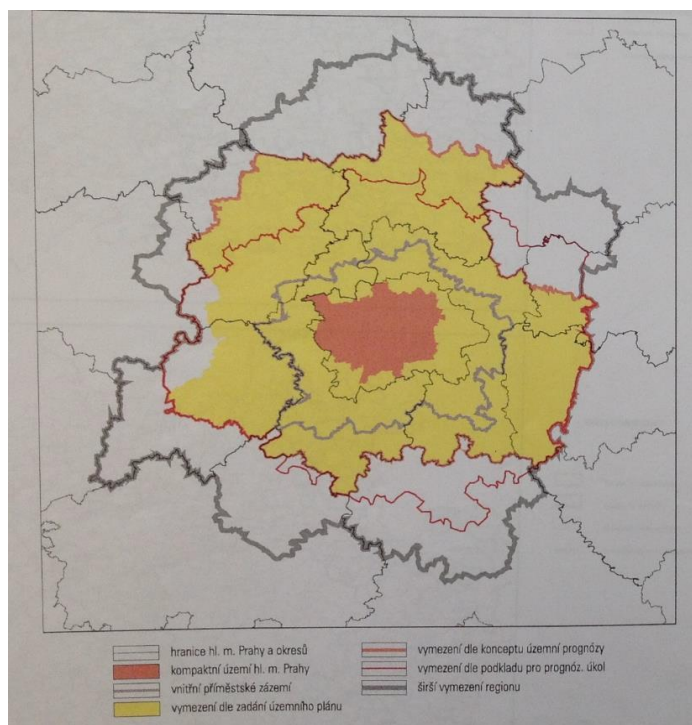 hranice hl. m. Prahy a okresů
kompaktní území hl. m. Prahy
vnitřní příměstské zázemí
vymezení dle zadání územního plánu
vymezení dle konceptu územní prognózy
vymezení dle podkladu pro prognóz. úkol
širší vymezení regionu